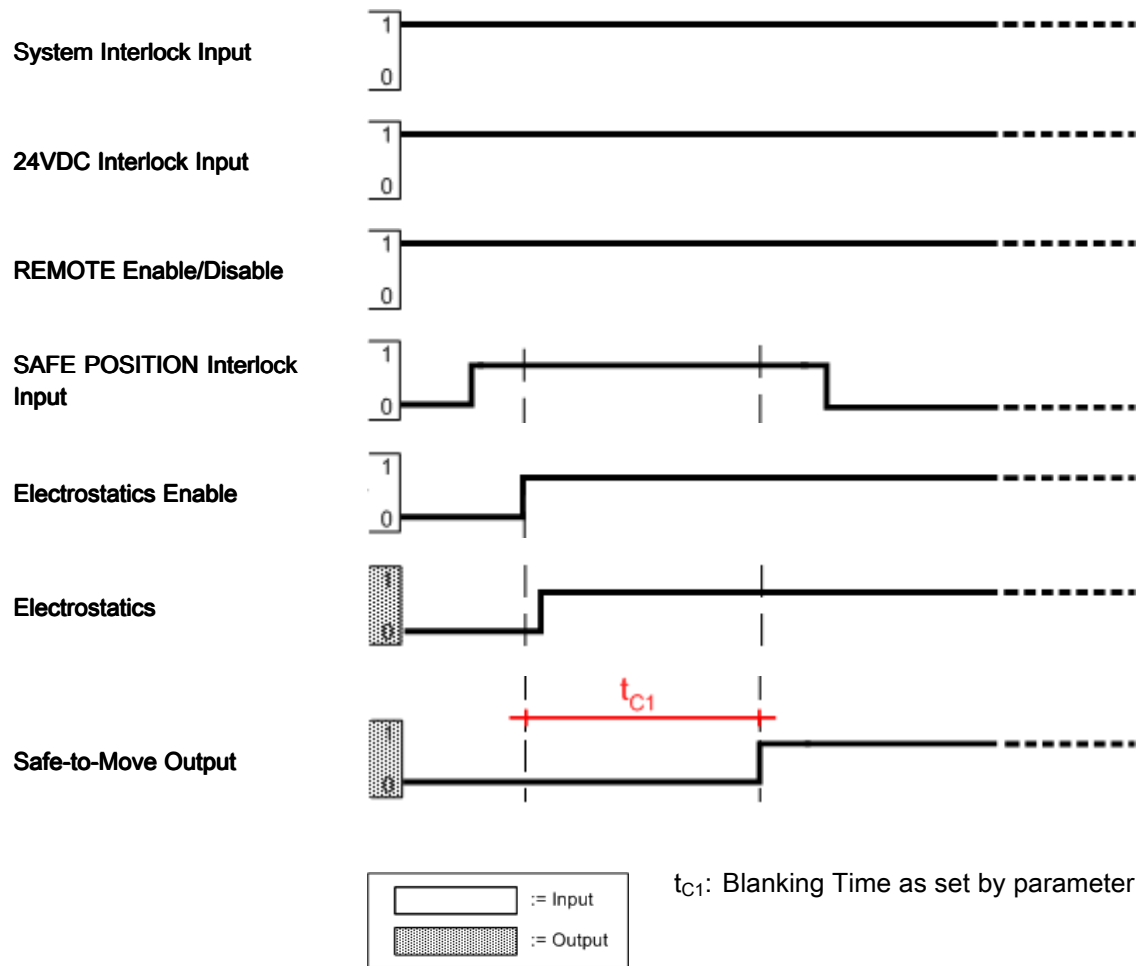 System Interlock Input
1
0
24VDC Interlock Input
1
0
REMOTE Enable/Disable
1
0
SAFE POSITION Interlock
Input
1
0
Electrostatics Enable
1
0
Electrostatics
1
0
tC1
Safe-to-Move Output
1
0
:= Input
:= Output
tC1: Blanking Time as set by parameter